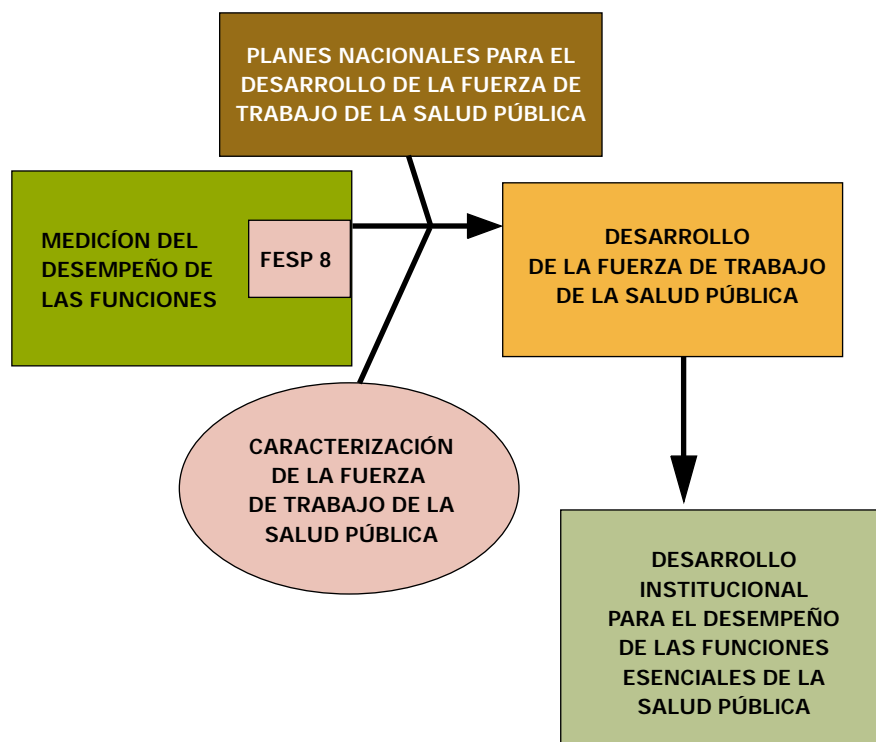 PLANES NACIONALES PARA EL
DESARROLLO DE LA FUERZA DE
TRABAJO DE LA SALUD PÚBLICA
MEDICÍON DEL
DESEMPEÑO DE
LAS FUNCIONES
FESP 8
DESARROLLO
DE LA FUERZA DE TRABAJO
DE LA SALUD PÚBLICA
CARACTERIZACIÓN
DE LA FUERZA
DE TRABAJO DE LA
SALUD PÚBLICA
DESARROLLO
INSTITUCIONAL
PARA EL DESEMPEÑO
DE LAS FUNCIONES
ESENCIALES DE LA
SALUD PÚBLICA